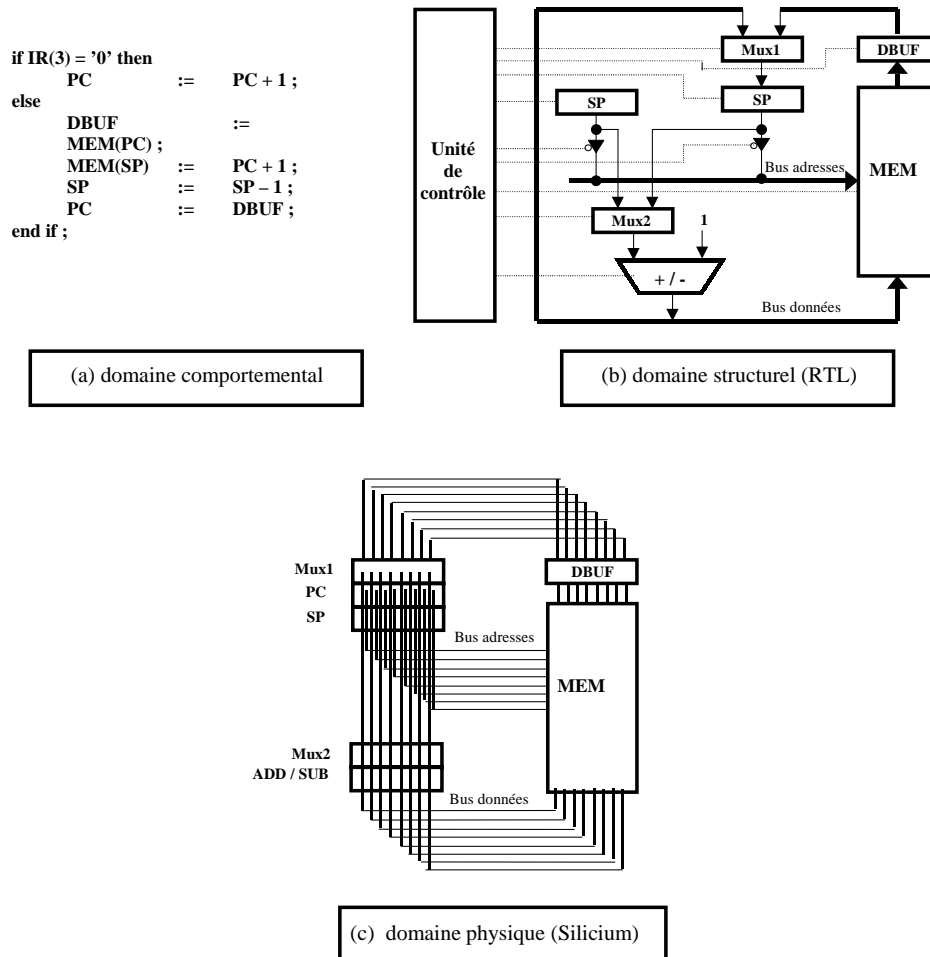 if IR(3) = ’0’ then
PC := PC + 1 ;
else
DBUF :=
MEM(PC) ;
MEM(SP) := PC + 1 ;
SP := SP – 1 ;
PC := DBUF ;
end if ;
Unité
de
contrôle
Mux1
DBUF
SP
SP
MEM
Bus adresses
Mux2
1
+ / -
Bus données
(a) domaine comportemental
(b) domaine structurel (RTL)
Mux1
PC
SP
DBUF
Bus adresses
MEM
Mux2
ADD / SUB
Bus données
(c) domaine physique (Silicium)